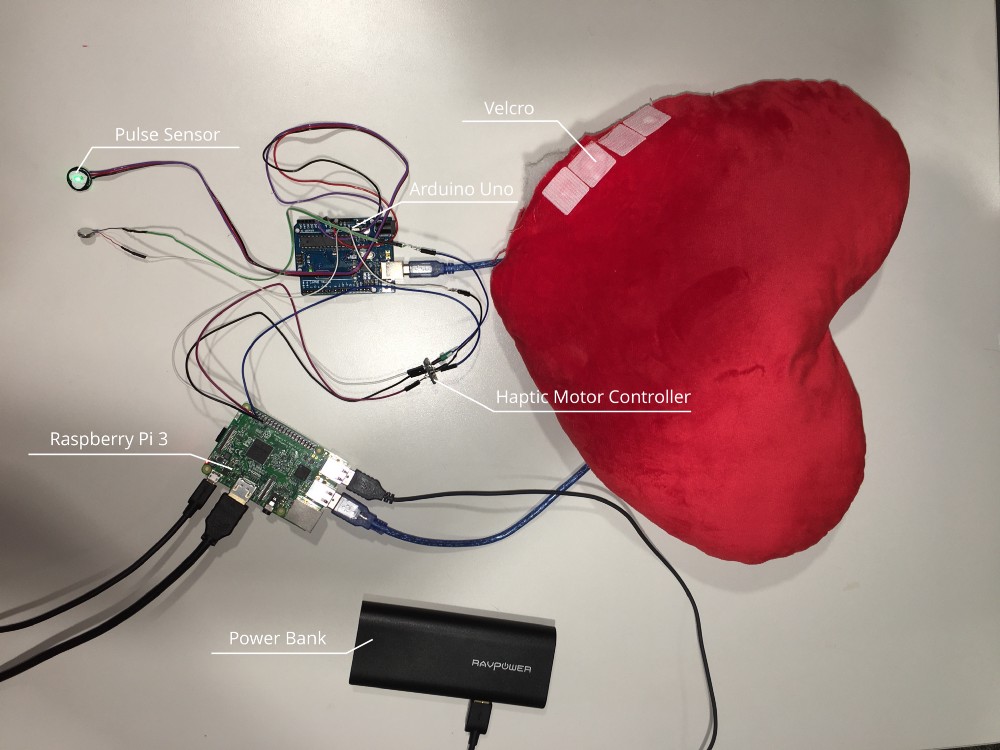 Velcro
Pulse Sensor
Arduino Uno
Haptic Motor Controller
Raspberry Pi 3
Power Bank
RAVPOWER